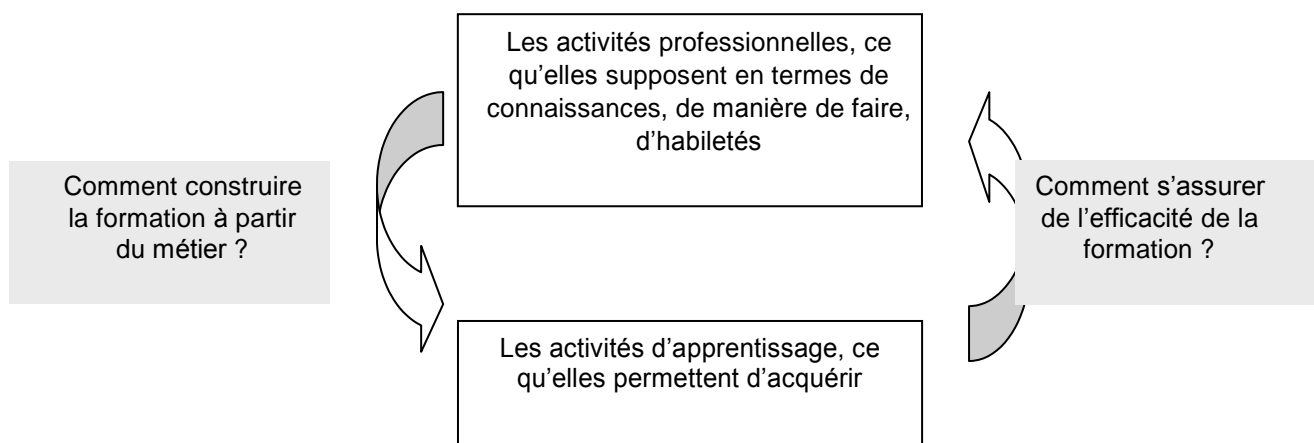 Les activités professionnelles, ce
qu’elles supposent en termes de
connaissances, de manière de faire,
d’habiletés
Comment construire
la formation à partir
du métier ?
Comment s’assurer
de l’efficacité de la
formation ?
Les activités d’apprentissage, ce
qu’elles permettent d’acquérir